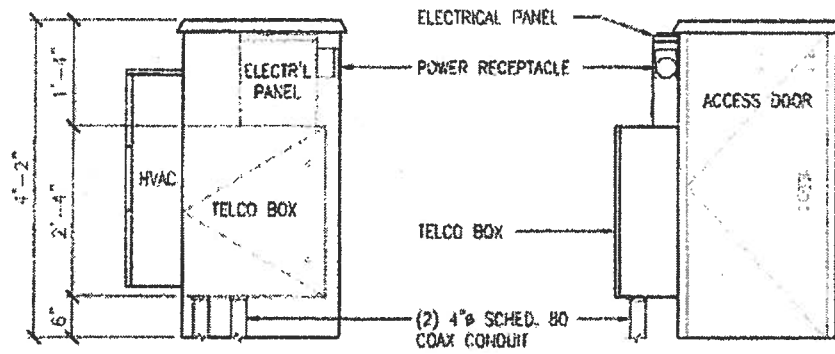 ELECTRICAL PANEL
POWER RECEPTACLE
ELECTR'L
PANEL
ACCESS DOOR
HVAC
TELCO BOX
TELCO BOX
(2) 4"ø SCHED. 80
COAX CONDUIT
4'-2"
1'-4"
2'-4"
6"